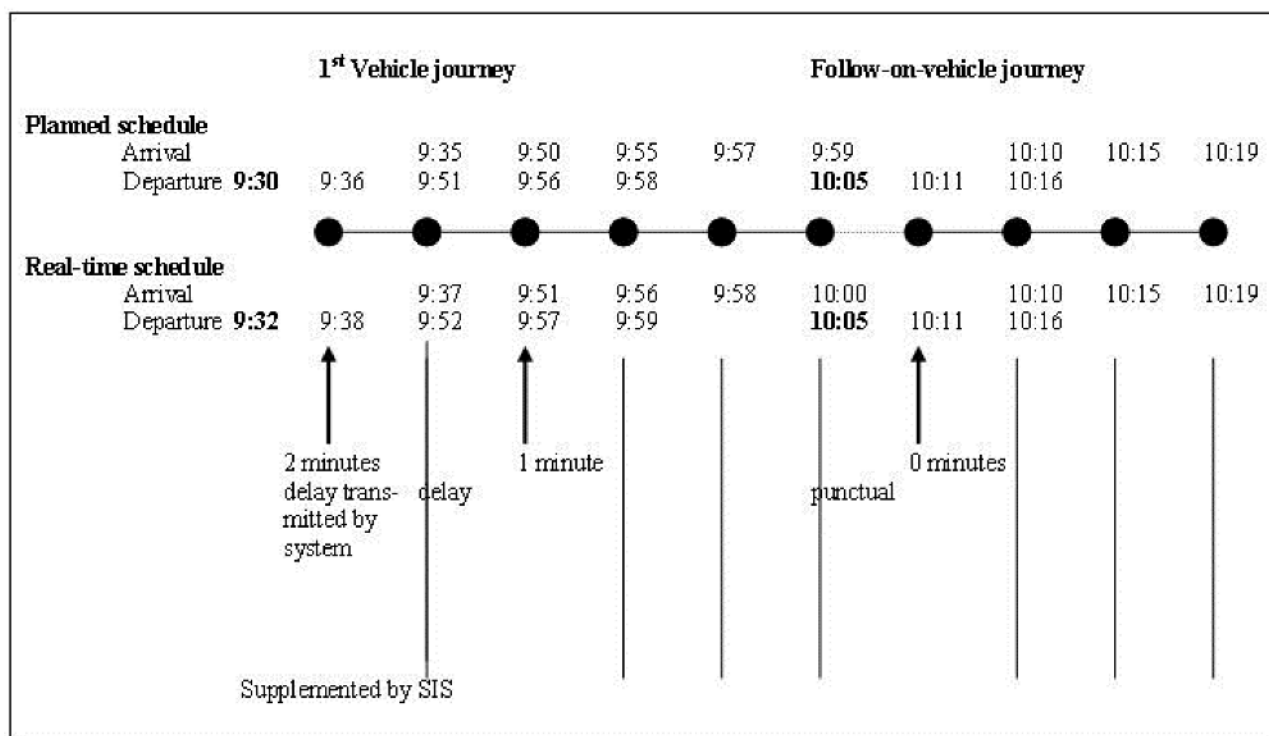 1st Vehicle journey Follow-on-vehicle journey
Planned schedule
Arrival 9:35 9:50 9:55 9:57 9:59 10:10 10:15 10:19
Departure 9:30 9:36 9:51 9:56 9:58 10:05 10:11 10:16
Real-time schedule
Arrival 9:37 9:51 9:56 9:58 10:00 10:10 10:15 10:19
Departure 9:32 9:38 9:52 9:57 9:59 10:05 10:11 10:16
2 minutes 1 minute 0 minutes
delay trans- delay punctual
mitted by
system
Supplemented by SIS